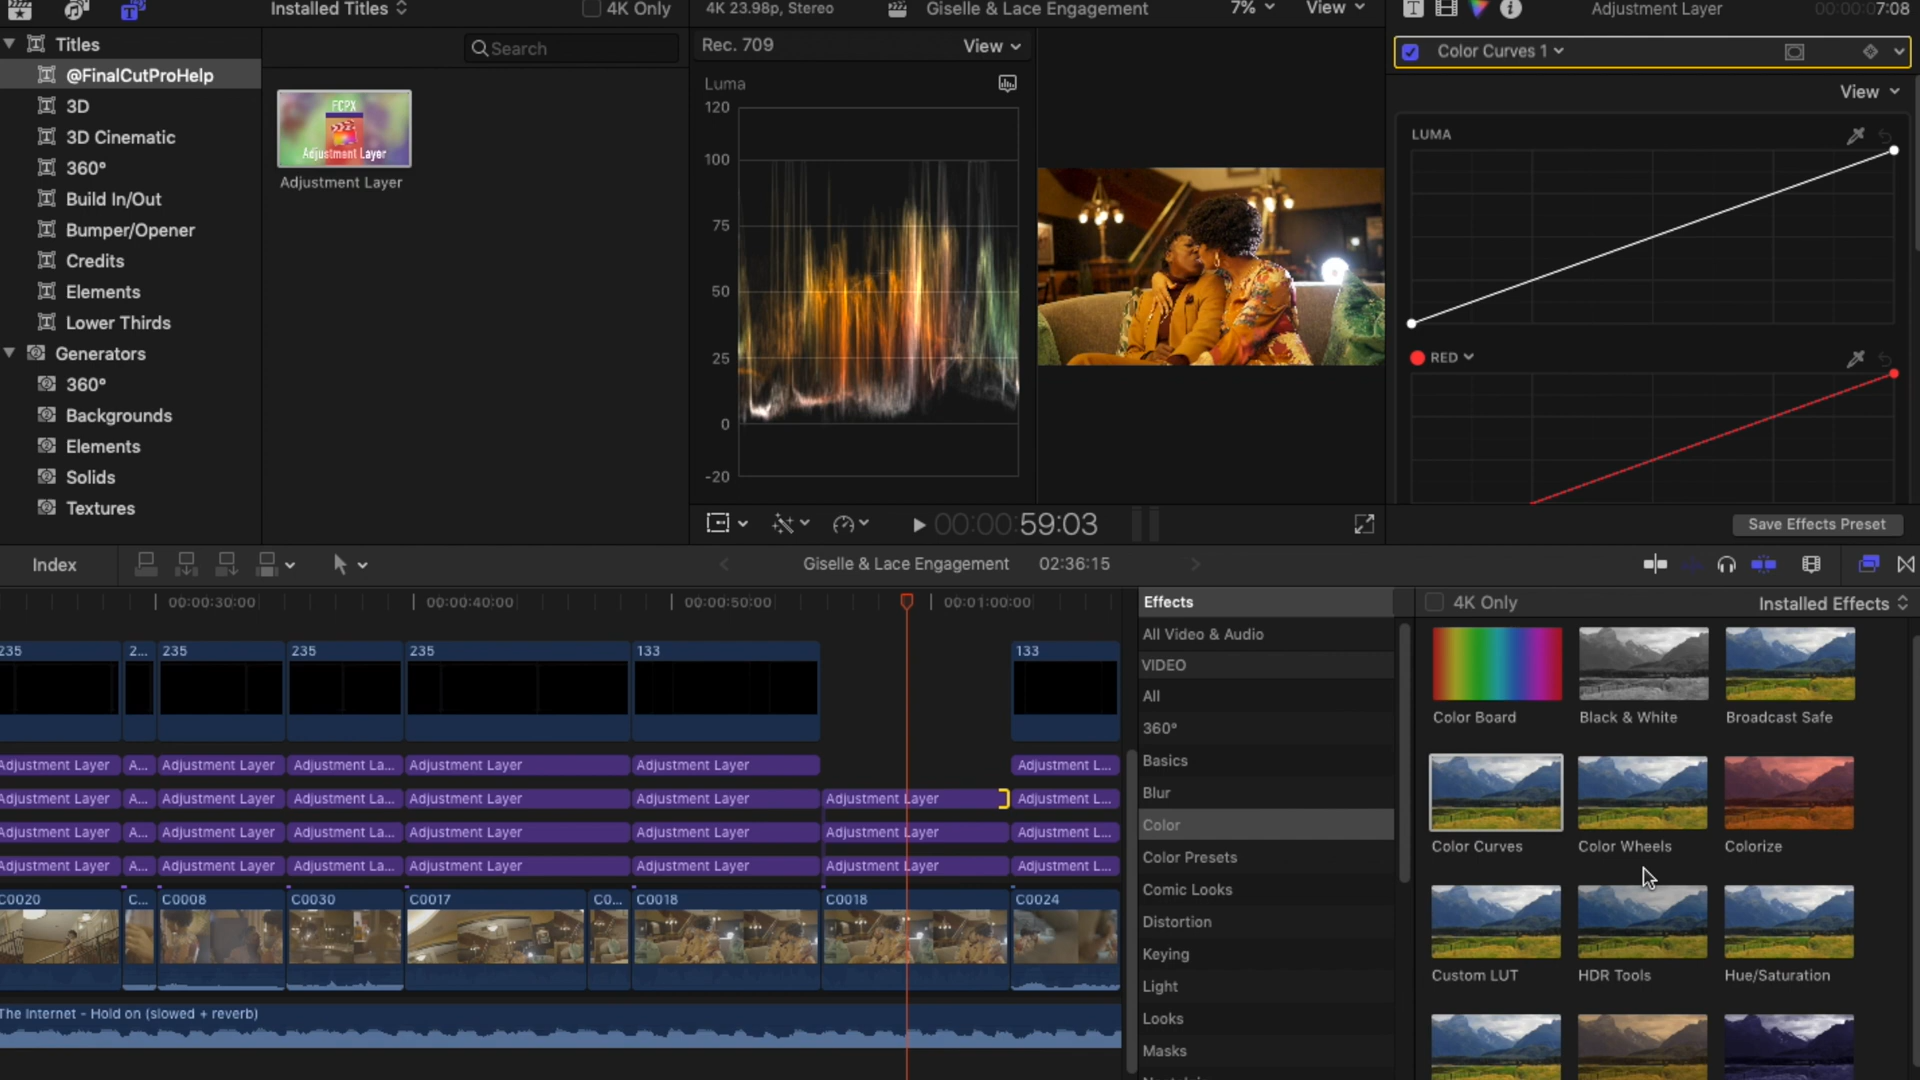 Installed Titles
4K Only
4K 23.98p, Stereo
Giselle & Lace Engagement
7%
View
Adjustment Layer
00:00:07:08
Titles
@FinalCutProHelp
3D
3D Cinematic
360°
Build In/Out
Bumper/Opener
Credits
Elements
Lower Thirds
Generators
360°
Backgrounds
Elements
Solids
Textures
Search
FCPX
Adjustment Layer
Adjustment Layer
Rec. 709
View
Luma
120
100
75
50
25
0
-20
Color Curves 1
View
LUMA
RED
Save Effects Preset
00:00:59:03
Index
Giselle & Lace Engagement
02:36:15
00:00:30:00
00:00:40:00
00:00:50:00
00:01:00:00
235
2...
235
235
235
133
133
Adjustment Layer
A...
Adjustment Layer
Adjustment La...
Adjustment Layer
Adjustment Layer
Adjustment L...
Adjustment Layer
A...
Adjustment Layer
Adjustment La...
Adjustment Layer
Adjustment Layer
Adjustment Layer
Adjustment L...
Adjustment Layer
A...
Adjustment Layer
Adjustment La...
Adjustment Layer
Adjustment Layer
Adjustment Layer
Adjustment L...
Adjustment Layer
A...
Adjustment Layer
Adjustment La...
Adjustment Layer
Adjustment Layer
Adjustment Layer
Adjustment L...
C0020
C...
C0008
C0030
C0017
C0...
C0018
C0018
C0024
The Internet - Hold on (slowed + reverb)
Effects
All Video & Audio
VIDEO
All
360°
Basics
Blur
Color
Color Presets
Comic Looks
Distortion
Keying
Light
Looks
Masks
4K Only
Installed Effects
Color Board
Black & White
Broadcast Safe
Color Curves
Color Wheels
Colorize
Custom LUT
HDR Tools
Hue/Saturation